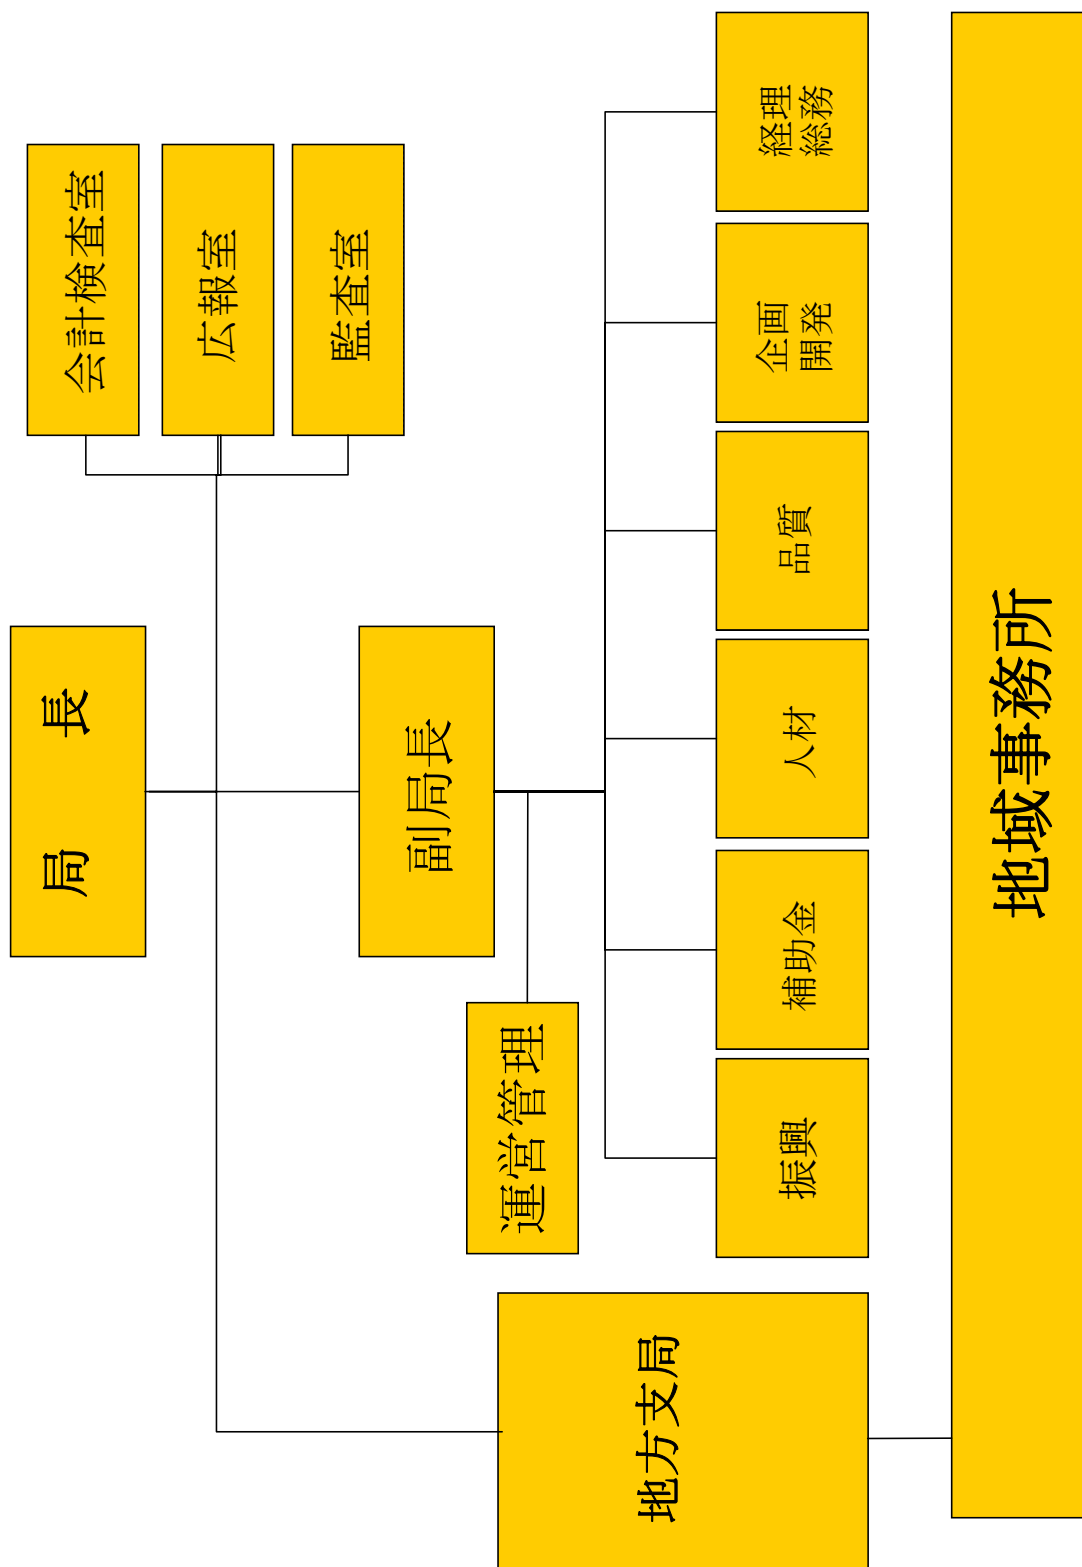 局　長
会計検査室
広報室
監査室
副局長
運営管理
地方支局
振興
補助金
人材
品質
企画
開発
経理
総務
地域事務所